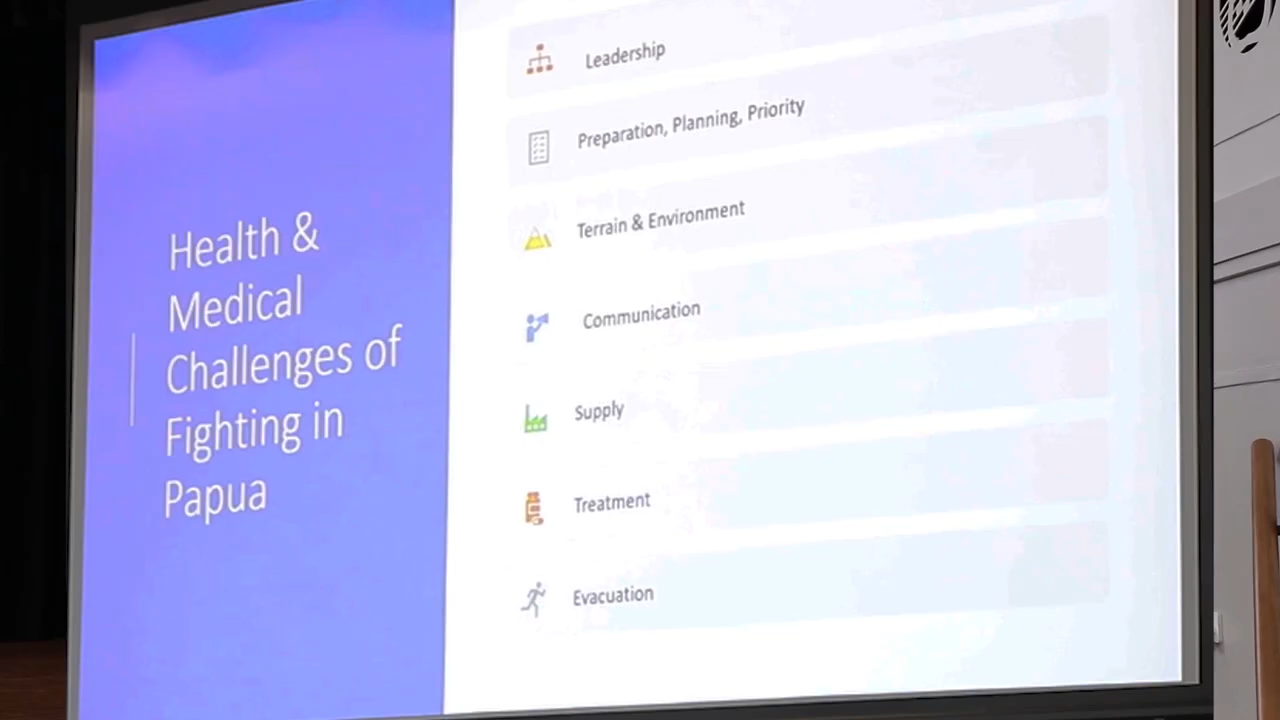 Health &
Medical
Challenges of
Fighting in
Papua
Leadership
Preparation, Planning, Priority
Terrain & Environment
Communication
Supply
Treatment
Evacuation